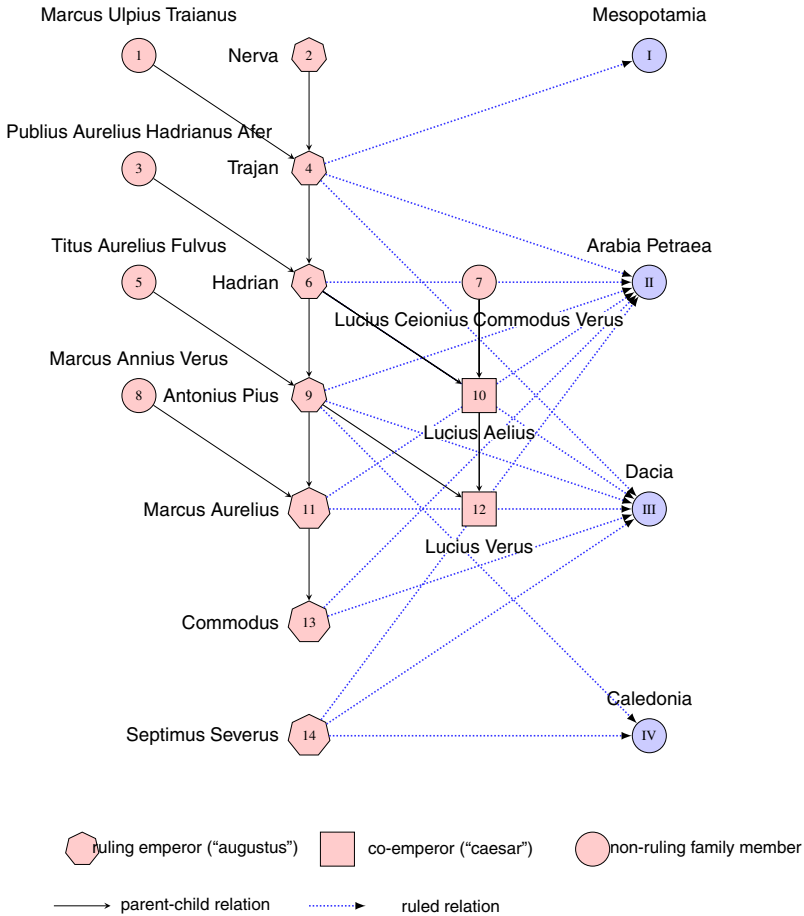 Marcus Ulpius Traianus
Mesopotamia
1
Nerva
2
I
Publius Aurelius Hadrianus Afer
3
Trajan
4
Titus Aurelius Fulvus
Arabia Petraea
5
Hadrian
6
7
II
Lucius Ceionius Commodus Verus
Marcus Annius Verus
8
Antonius Pius
9
10
Lucius Aelius
Dacia
Marcus Aurelius
11
12
III
Lucius Verus
Commodus
13
Caledonia
Septimus Severus
14
IV
ruling emperor (“augustus”)
co-emperor (“caesar”)
non-ruling family member
parent-child relation
ruled relation